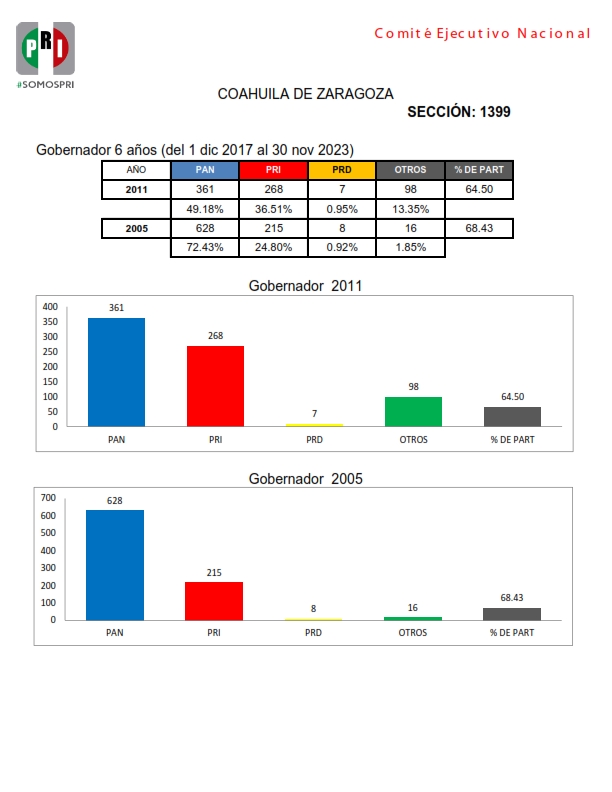 Comité Ejecutivo Nacional
PRI
#SOMOSPRI
COAHUILA DE ZARAGOZA
SECCIÓN: 1399
Gobernador 6 años (del 1 dic 2017 al 30 nov 2023)
AÑO PAN PRI PRD OTROS % DE PART
2011 361 268 7 98 64.50
49.18% 36.51% 0.95% 13.35%
2005 628 215 8 16 68.43
72.43% 24.80% 0.92% 1.85%
Gobernador 2011
400
350
300
250
200
150
100
50
0
361
268
7
98
64.50
PAN PRI PRD OTROS % DE PART
Gobernador 2005
700
600
500
400
300
200
100
0
628
215
8
16
68.43
PAN PRI PRD OTROS % DE PART